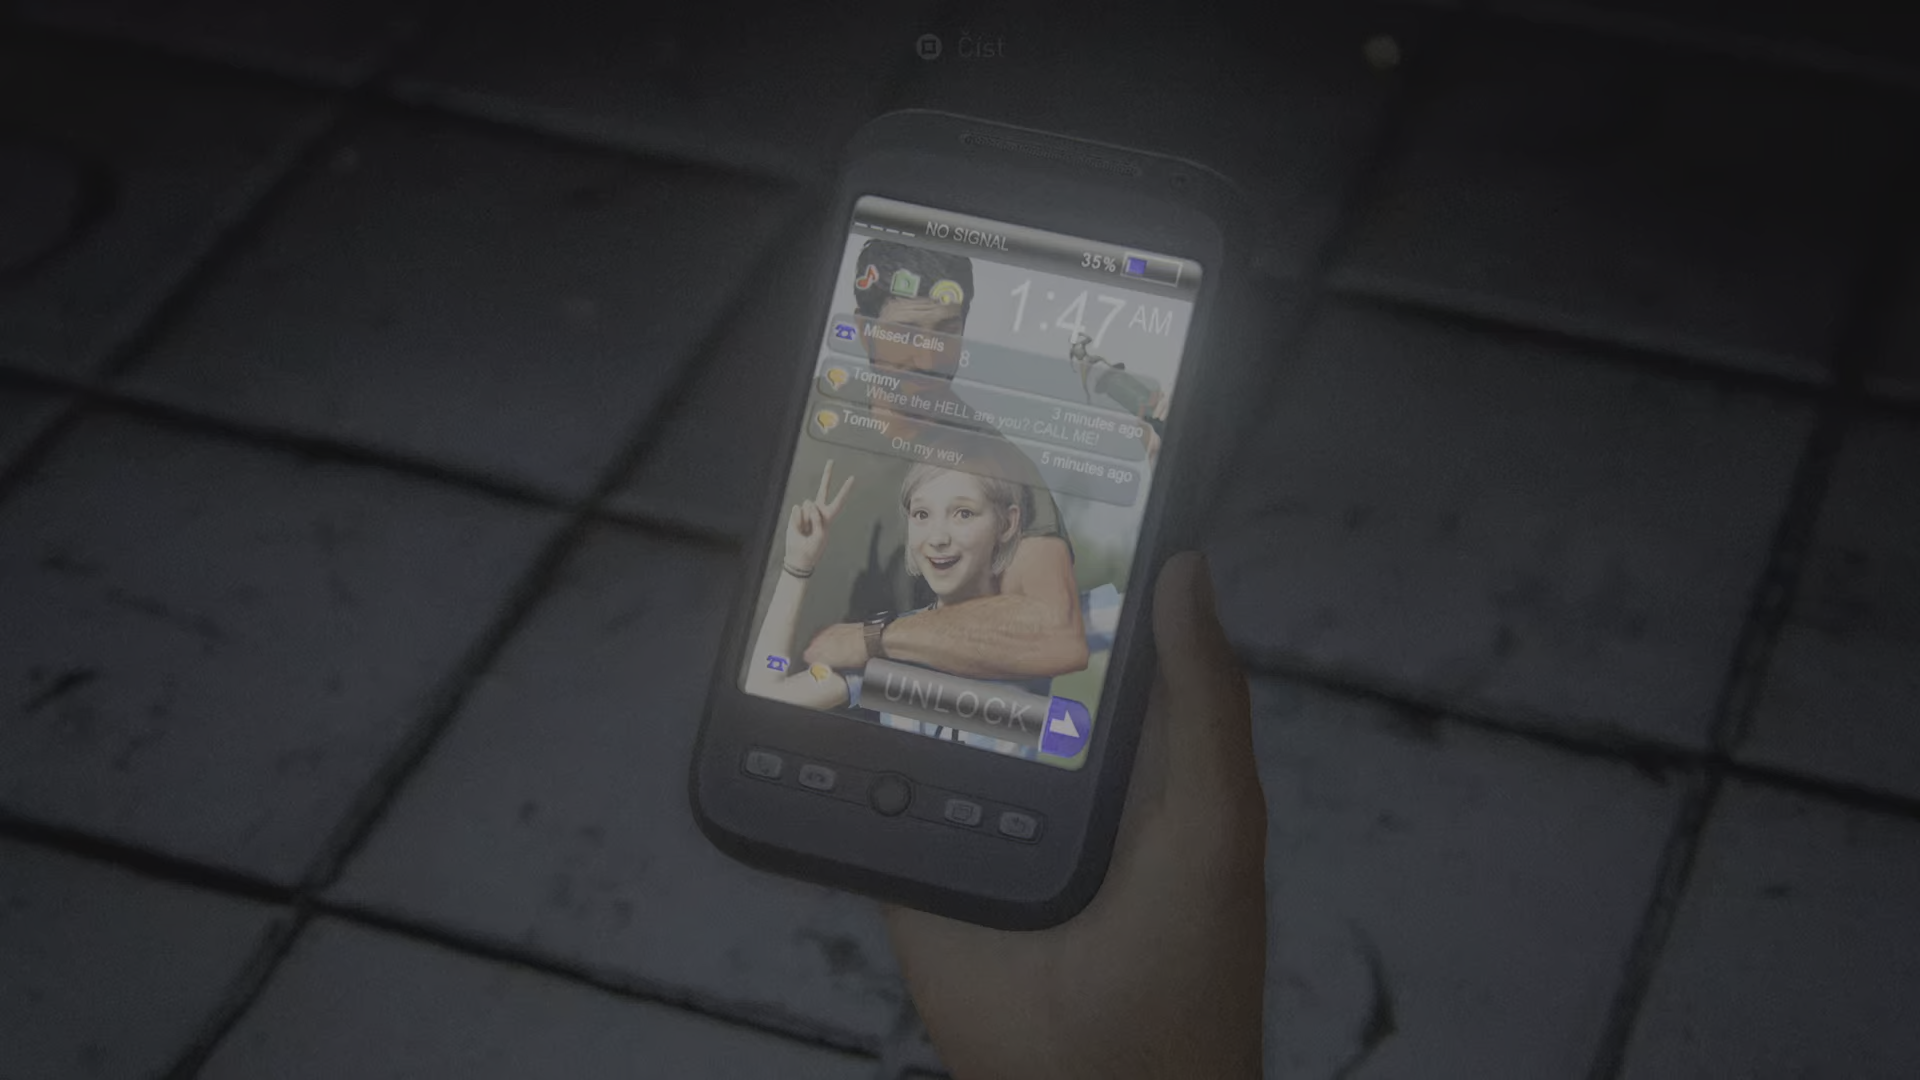 Číst
NO SIGNAL
35%
1:47 AM
Missed Calls
8
Tommy
3 minutes ago
Where the HELL are you? CALL ME!
Tommy
5 minutes ago
On my way.
UNLOCK